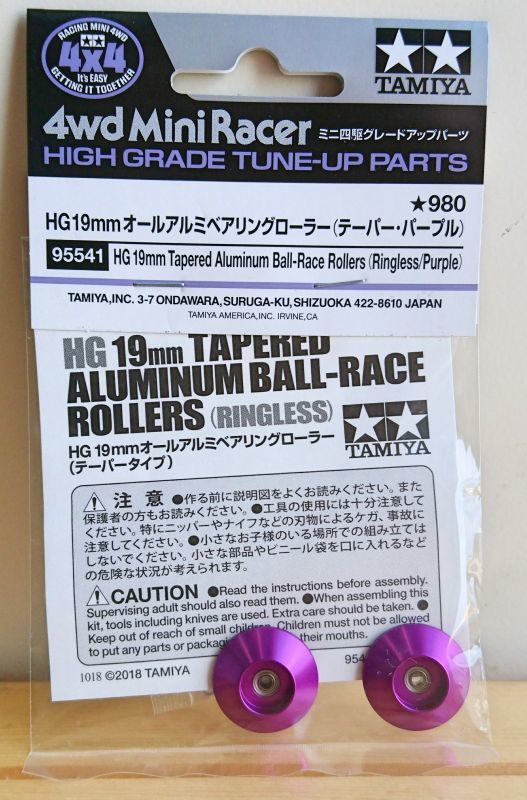 RACING MINI 4WD
4x4
It's EASY
GETTING IT TOGETHER
TAMIYA
4wd Mini Racer ミニ四駆グレードアップパーツ
HIGH GRADE TUNE-UP PARTS
★980
HG19mmオールアルミベアリングローラー(テーパー・パープル)
95541 HG 19mm Tapered Aluminum Ball-Race Rollers (Ringless/Purple)
TAMIYA,INC. 3-7 ONDAWARA, SURUGA-KU, SHIZUOKA 422-8610 JAPAN
TAMIYA AMERICA,INC. IRVINE,CA
HG 19mm TAPERED
ALUMINUM BALL-RACE
ROLLERS (RINGLESS)
TAMIYA
HG 19mmオールアルミベアリングローラー
(テーパータイプ)
注 意 ●作る前に説明図をよくお読みください。また
保護者の方もお読みください。●工具の使用には十分注意して
ください。特にニッパーやナイフなどの刃物によるケガ、事故に
注意してください。●小さなお子様のいる場所での組み立ては
しないでください。小さな部品やビニール袋を口に入れるなど
の危険な状況が考えられます。
CAUTION ●Read the instructions before assembly.
Supervising adult should also read them. ●When assembling this
kit, tools including knives are used. Extra care should be taken. ●
Keep out of reach of small children. Children must not be allowed
to put any parts or their mouths.
1018 ©2018 TAMIYA